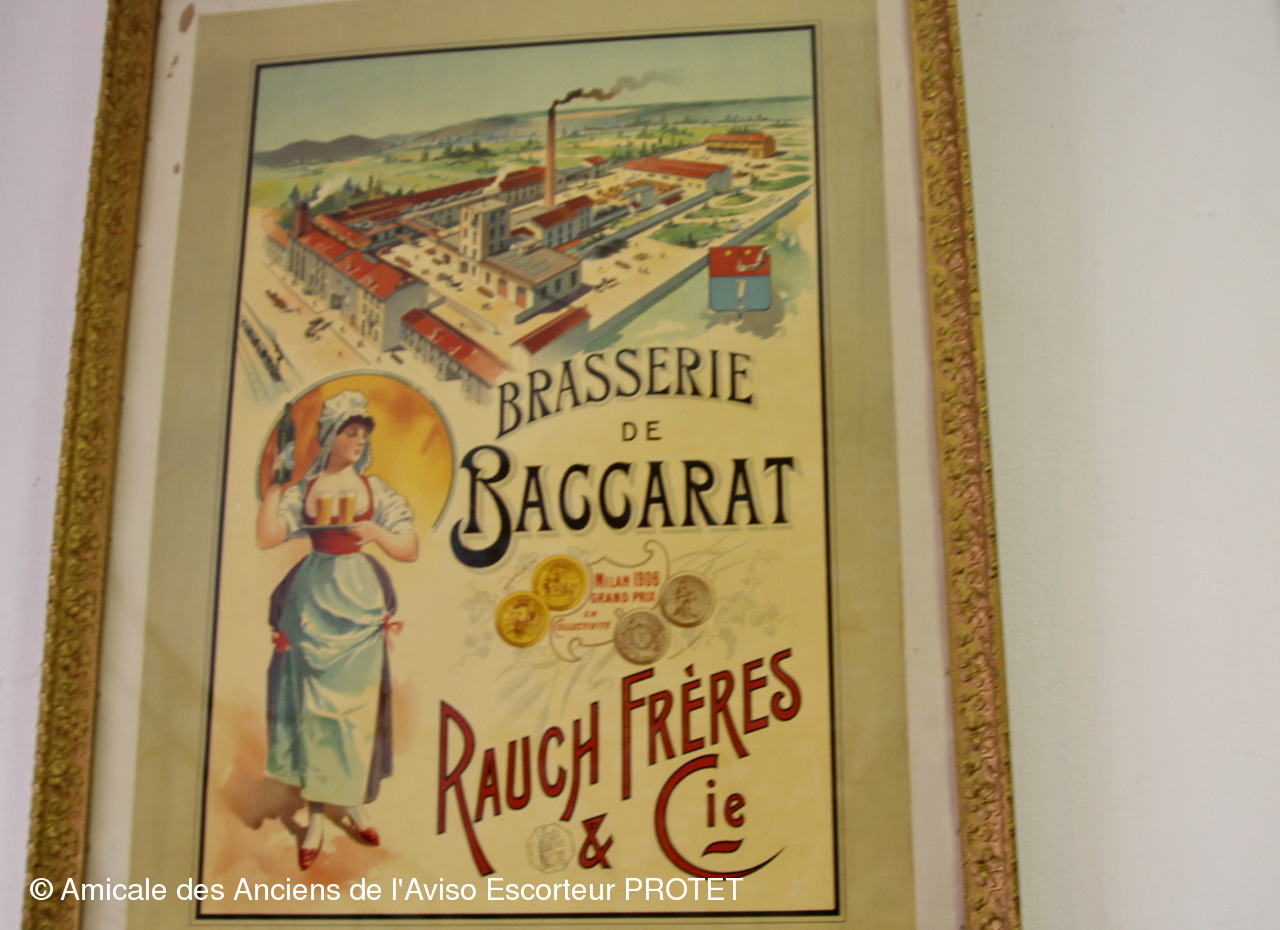 BRASSERIE
DE
BACCARAT
MILAN 1906
GRAND PRIX
EN
COLLECTIVITÉ
RAUCH FRÈRES
& Cie
© Amicale des Anciens de l'Aviso Escorteur PROTET